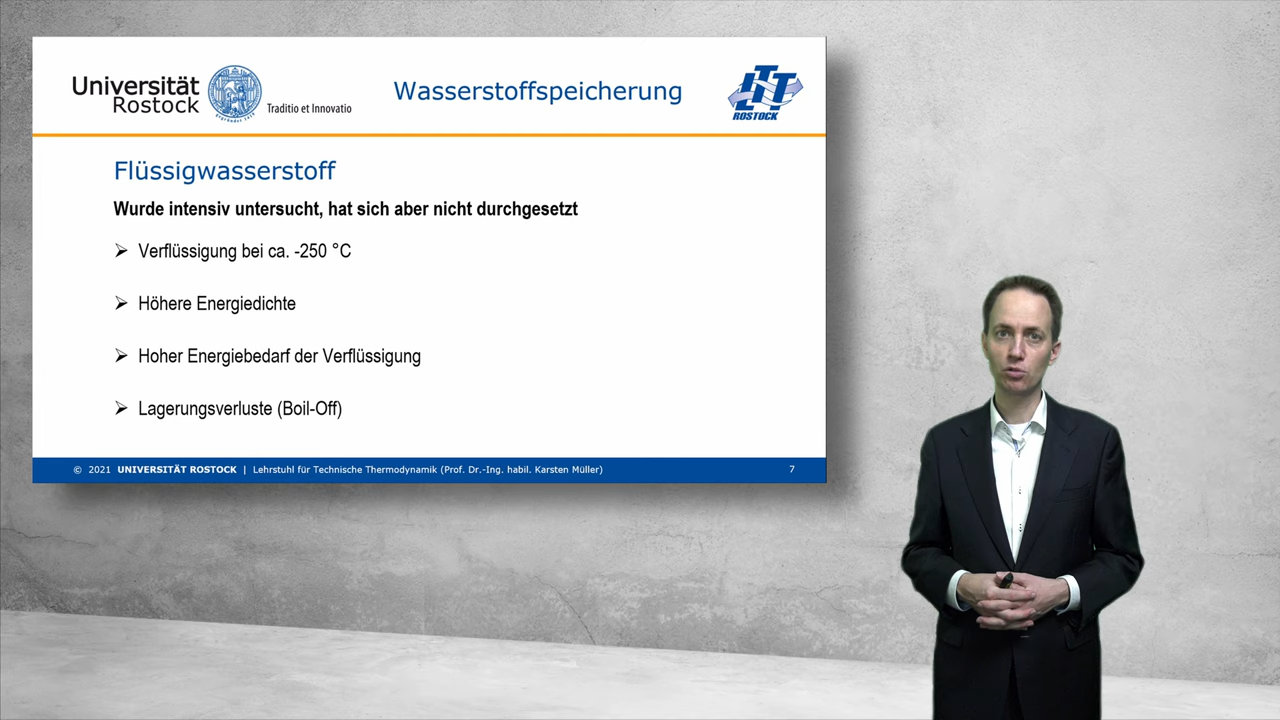 Universität
Rostock
Traditio et Innovatio
Wasserstoffspeicherung
LTT
ROSTOCK
Flüssigwasserstoff
Wurde intensiv untersucht, hat sich aber nicht durchgesetzt
Verflüssigung bei ca. -250 °C
Höhere Energiedichte
Hoher Energiebedarf der Verflüssigung
Lagerungsverluste (Boil-Off)
© 2021 UNIVERSITÄT ROSTOCK | Lehrstuhl für Technische Thermodynamik (Prof. Dr.-Ing. habil. Karsten Müller)
7